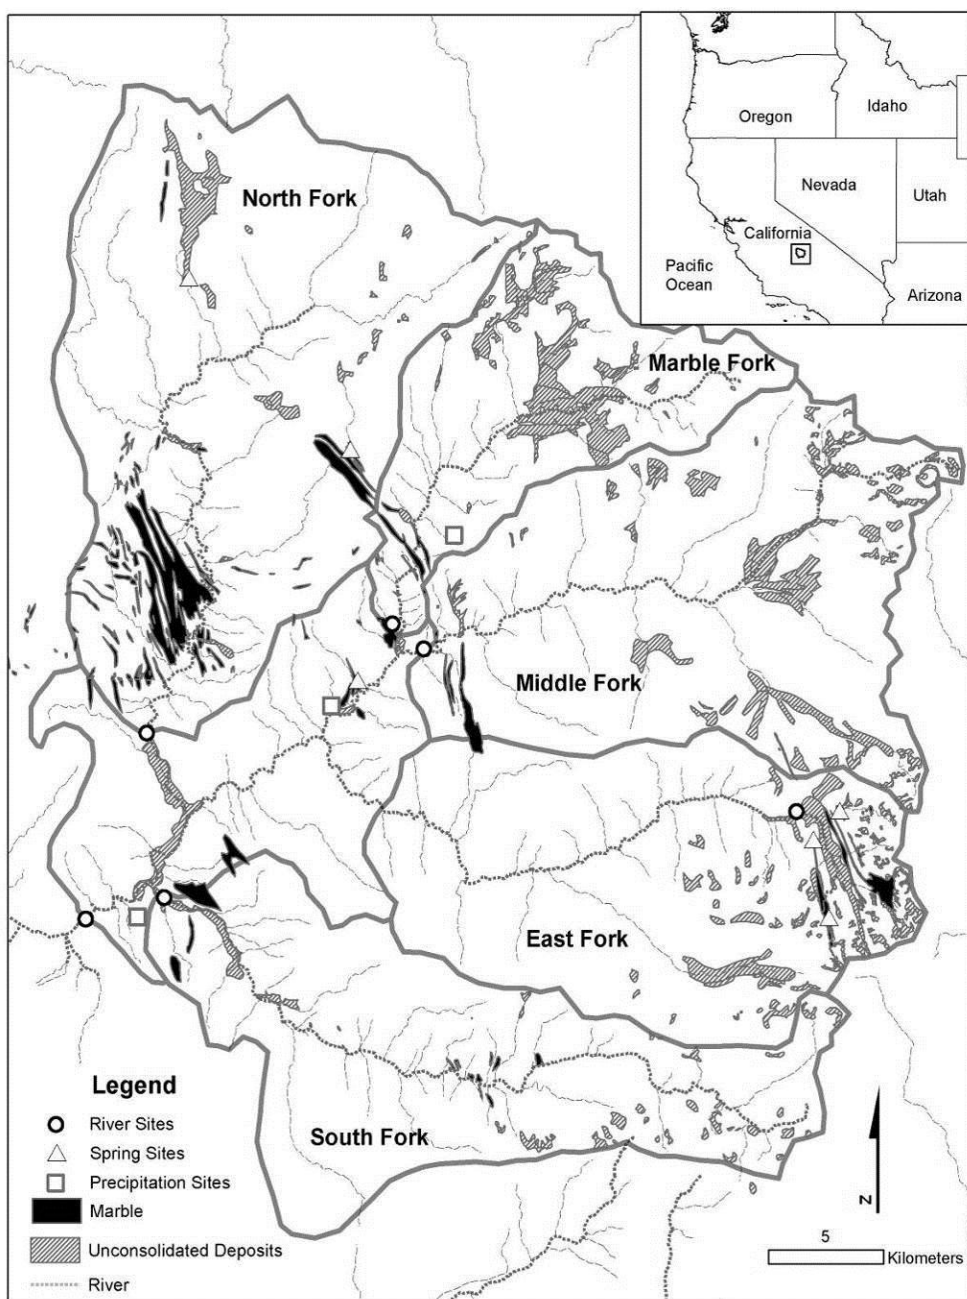 Oregon
Idaho
Nevada
Utah
California
Pacific
Ocean
Arizona
North Fork
Marble Fork
Middle Fork
East Fork
South Fork
Legend
River Sites
Spring Sites
Precipitation Sites
Marble
Unconsolidated Deposits
River
N
5
Kilometers